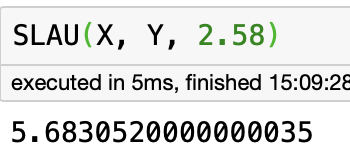 SLAU(X, Y, 2.58)
executed in 5ms, finished 15:09:28
5.6830520000000035